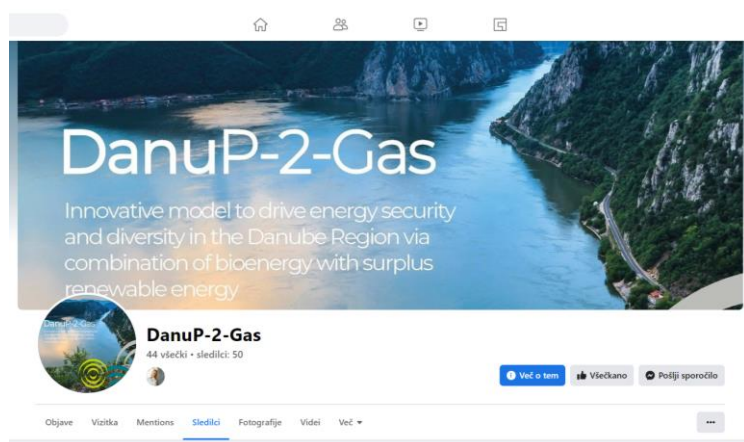 DanuP-2-Gas
Innovative model to drive energy security
and diversity in the Danube Region via
combination of bioenergy with surplus
renewable energy
DanuP-2-Gas
DanuP-2-Gas
44 všečki • sledilci: 50
Več o tem
Všečkano
Pošlji sporočilo
Objave Vizitka Mentions Sledilci Fotografije Videi Več